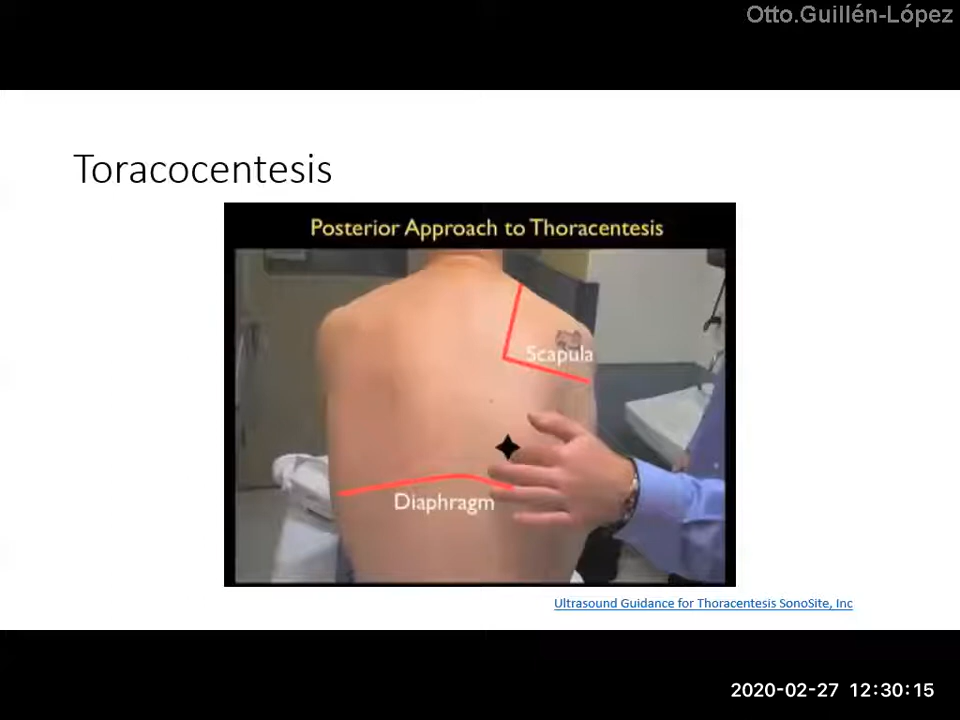 Otto.Guillén-López
Toracocentesis
Posterior Approach to Thoracentesis
Scapula
Diaphragm
Ultrasound Guidance for Thoracentesis SonoSite, Inc
2020-02-27 12:30:15